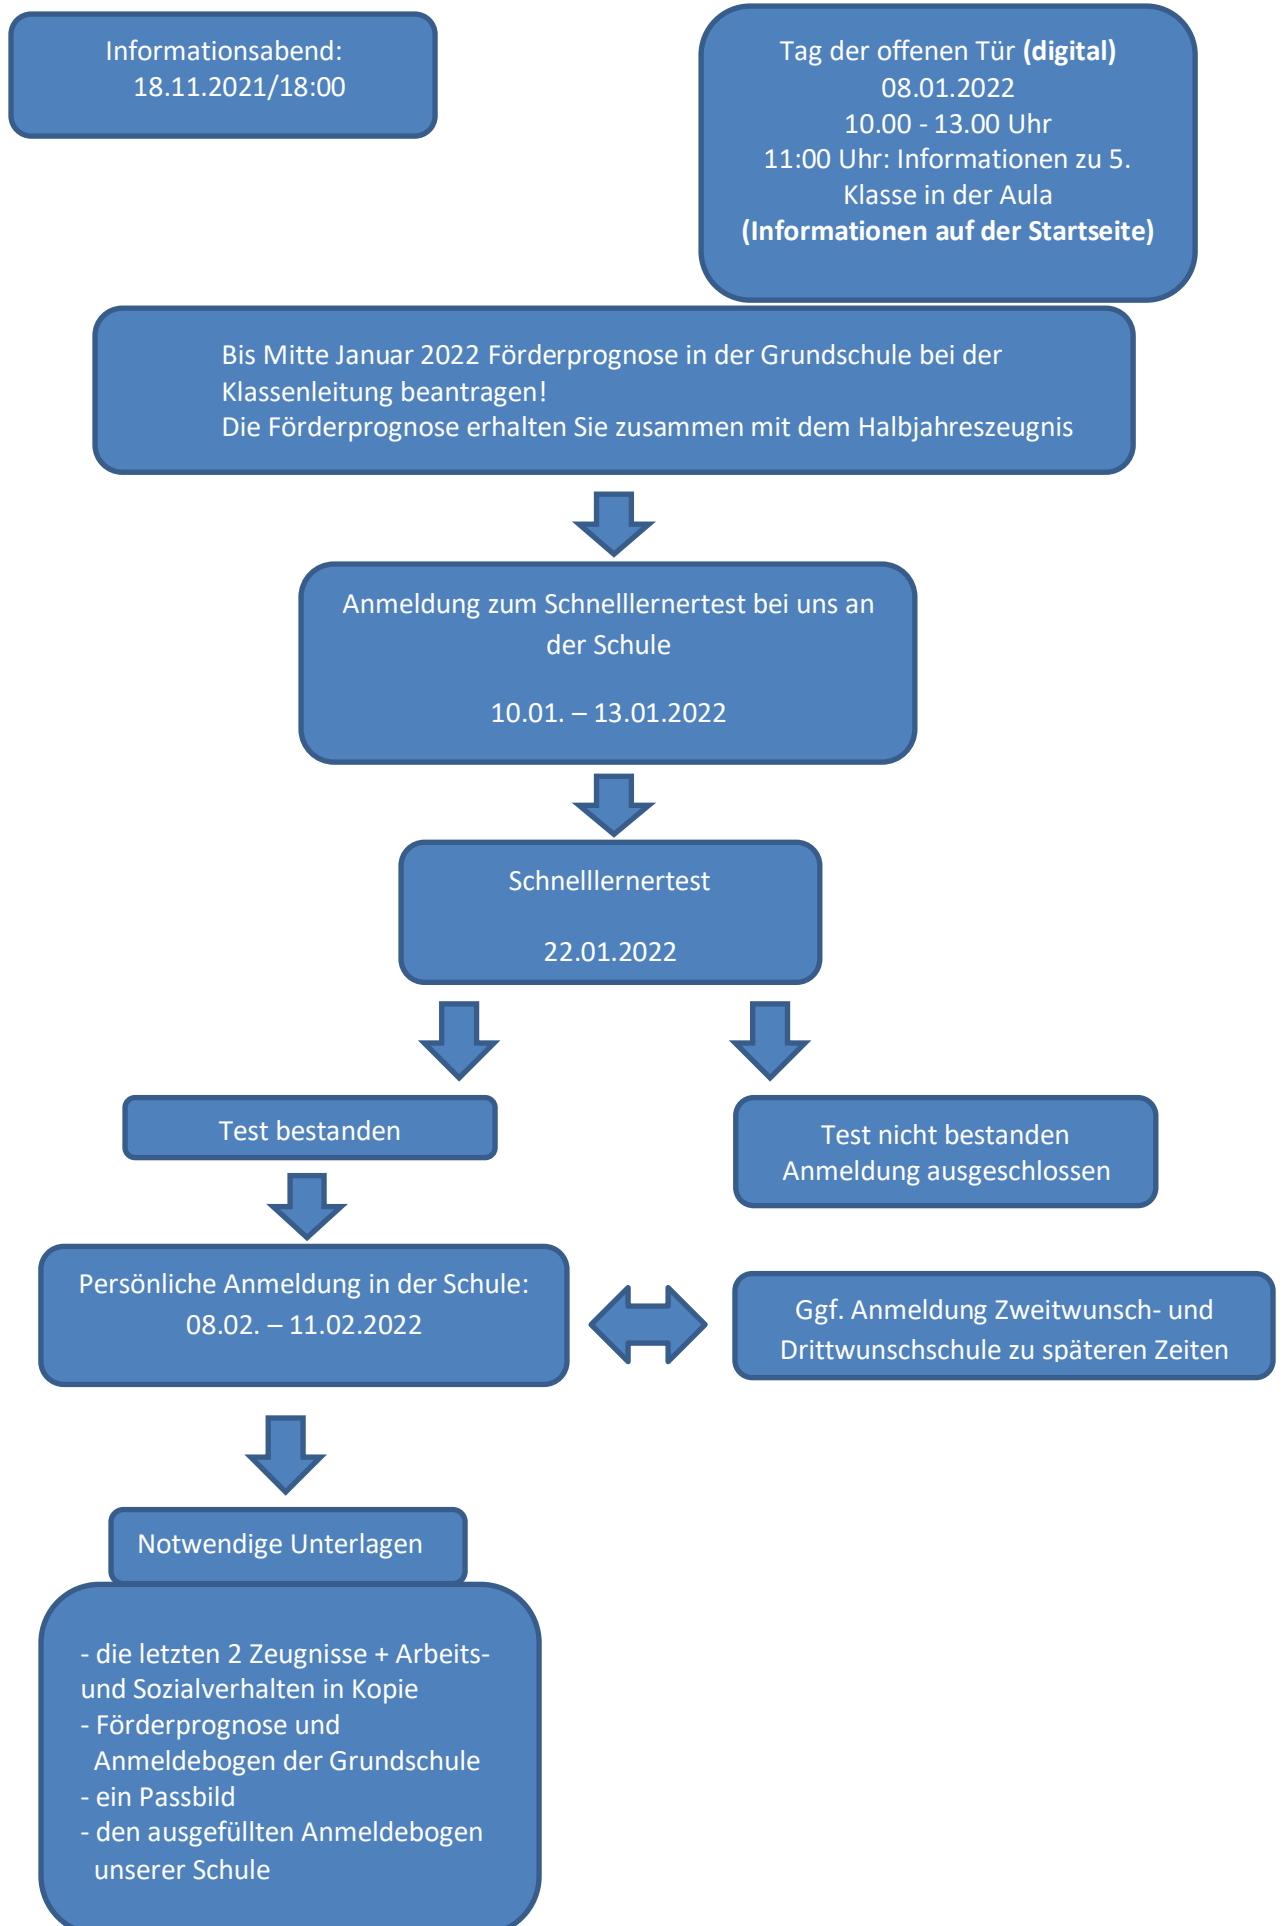 Informationsabend:
18.11.2021/18:00
Tag der offenen Tür (digital)
08.01.2022
10.00 - 13.00 Uhr
11:00 Uhr: Informationen zu 5.
Klasse in der Aula
(Informationen auf der Startseite)
Bis Mitte Januar 2022 Förderprognose in der Grundschule bei der
Klassenleitung beantragen!
Die Förderprognose erhalten Sie zusammen mit dem Halbjahreszeugnis
Anmeldung zum Schnelllernertest bei uns an
der Schule
10.01. – 13.01.2022
Schnelllernertest
22.01.2022
Test bestanden
Test nicht bestanden
Anmeldung ausgeschlossen
Persönliche Anmeldung in der Schule:
08.02. – 11.02.2022
Ggf. Anmeldung Zweitwunsch- und
Drittwunschschule zu späteren Zeiten
Notwendige Unterlagen
- die letzten 2 Zeugnisse + Arbeits-
und Sozialverhalten in Kopie
- Förderprognose und
Anmeldebogen der Grundschule
- ein Passbild
- den ausgefüllten Anmeldebogen
unserer Schule